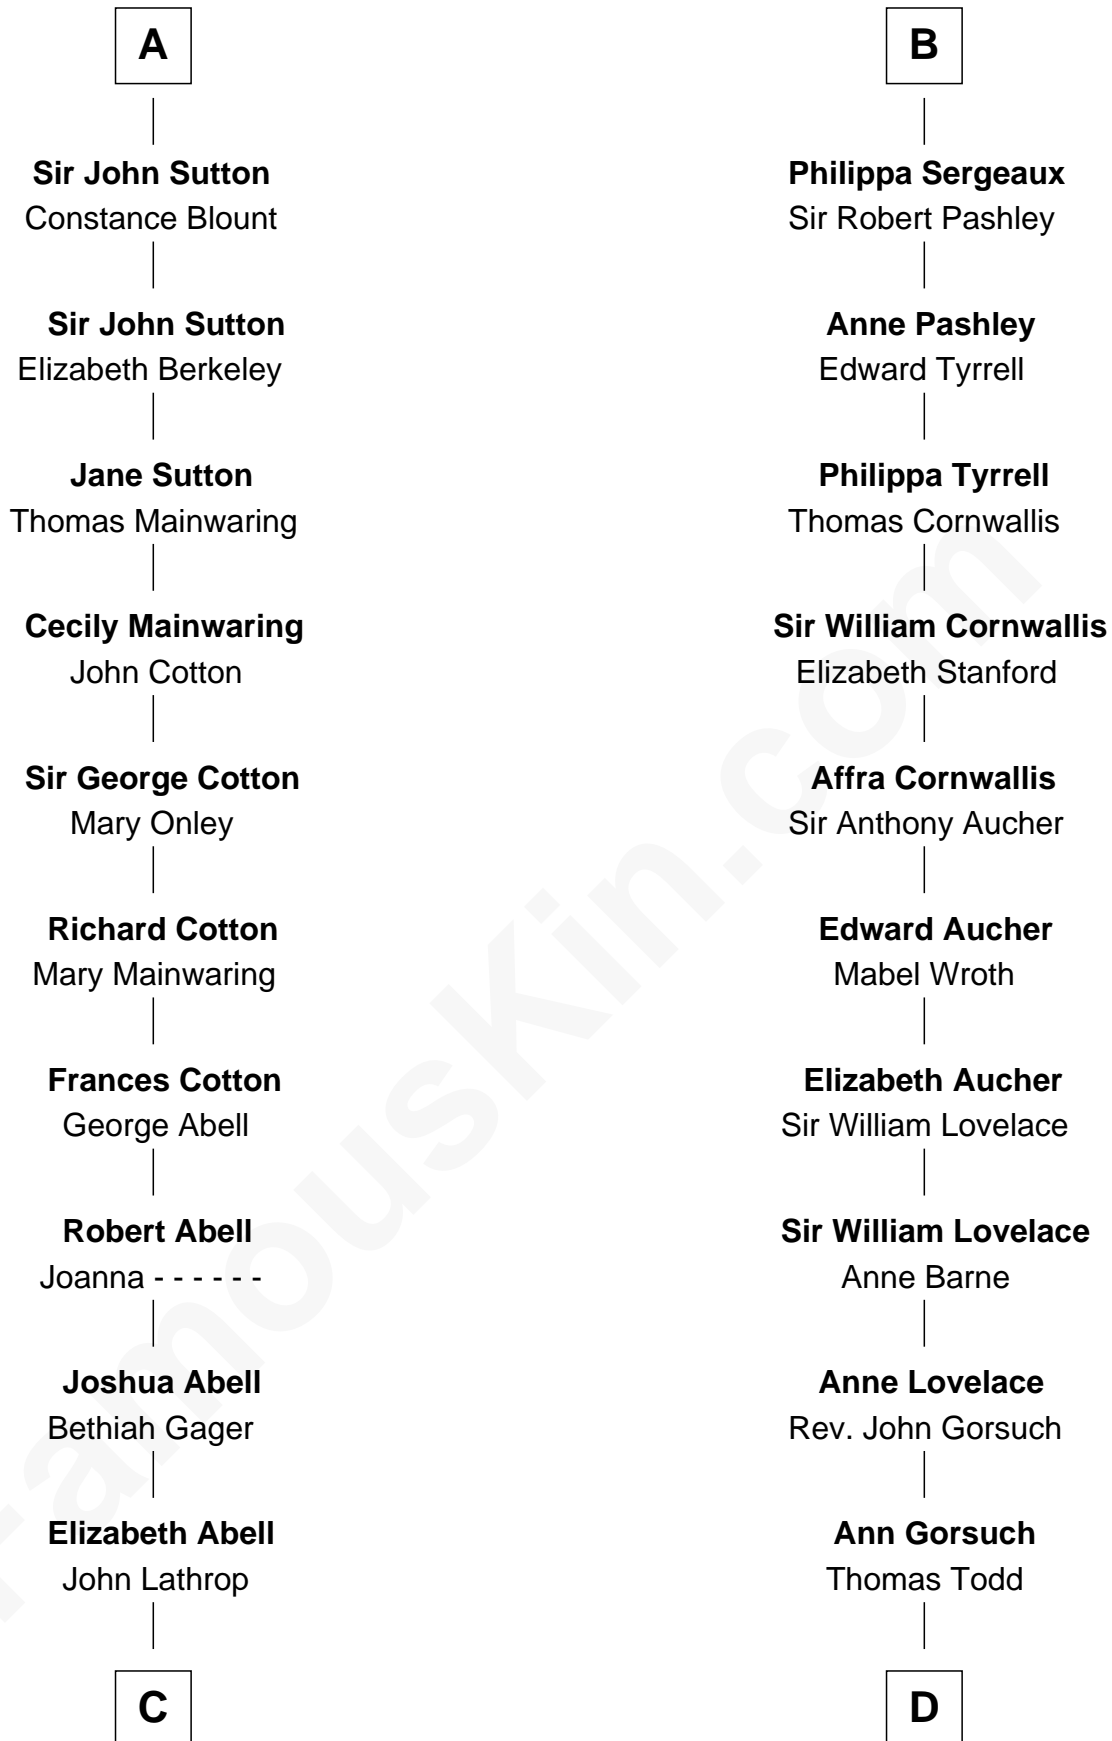 A
Sir John Sutton
Constance Blount
Sir John Sutton
Elizabeth Berkeley
Jane Sutton
Thomas Mainwaring
Cecily Mainwaring
John Cotton
Sir George Cotton
Mary Onley
Richard Cotton
Mary Mainwaring
Frances Cotton
George Abell
Robert Abell
Joanna - - - - - -
Joshua Abell
Bethiah Gager
Elizabeth Abell
John Lathrop
C
B
Philippa Sergeaux
Sir Robert Pashley
Anne Pashley
Edward Tyrrell
Philippa Tyrrell
Thomas Cornwallis
Sir William Cornwallis
Elizabeth Stanford
Affra Cornwallis
Sir Anthony Aucher
Edward Aucher
Mabel Wroth
Elizabeth Aucher
Sir William Lovelace
Sir William Lovelace
Anne Barne
Anne Lovelace
Rev. John Gorsuch
Ann Gorsuch
Thomas Todd
D
FamousKin.com